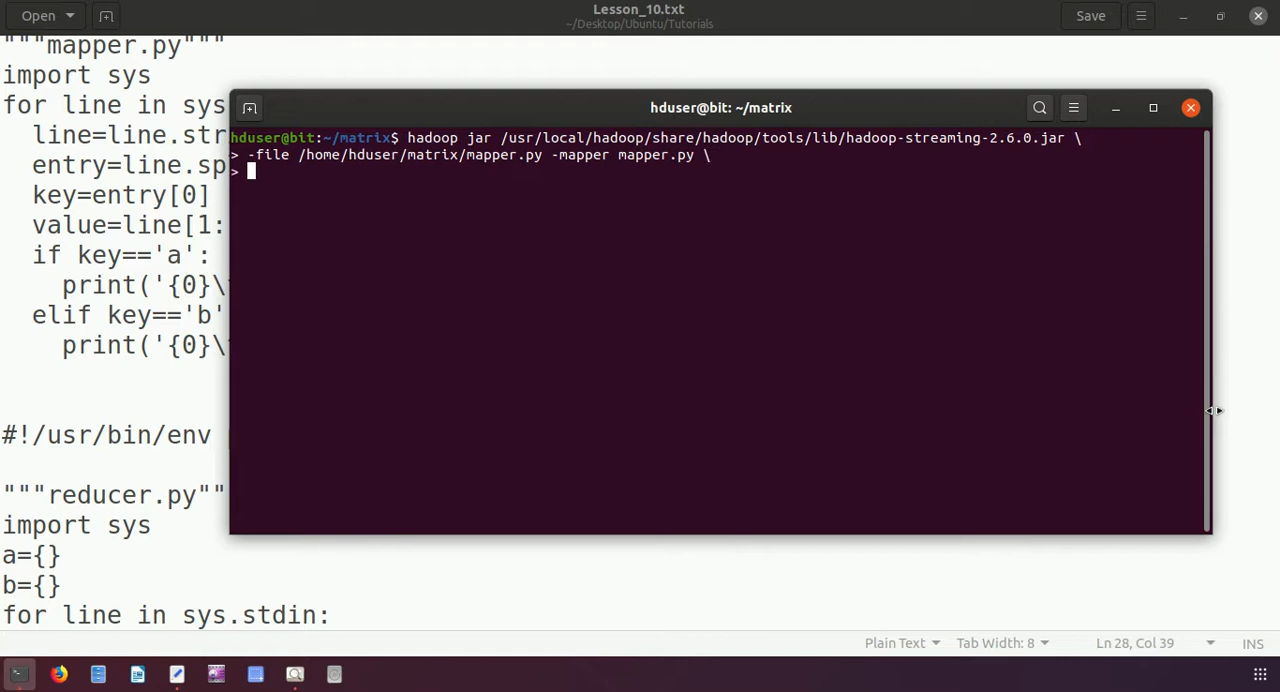 Open
Lesson_10.txt
~/Desktop/Ubuntu/Tutorials
Save
"""mapper.py"""
import sys
for line in sys
line=line.str
entry=line.sp
key=entry[0]
value=line[1:
if key=='a':
print('{0}\
elif key=='b'
print('{0}\
#!/usr/bin/env
"""reducer.py""
import sys
a={}
b={}
for line in sys.stdin:
hduser@bit: ~/matrix
hduser@bit:~/matrix$ hadoop jar /usr/local/hadoop/share/hadoop/tools/lib/hadoop-streaming-2.6.0.jar \
> -file /home/hduser/matrix/mapper.py -mapper mapper.py \
>
Plain Text
Tab Width: 8
Ln 28, Col 39
INS